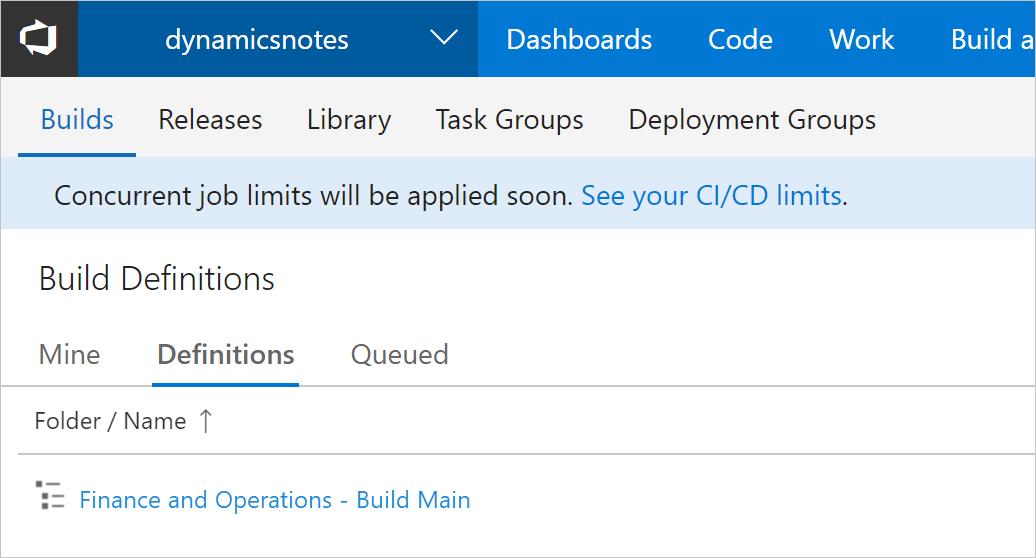 dynamicsnotes Dashboards Code Work Build a
Builds Releases Library Task Groups Deployment Groups
Concurrent job limits will be applied soon. See your CI/CD limits.
Build Definitions
Mine Definitions Queued
Folder / Name ↑
Finance and Operations - Build Main